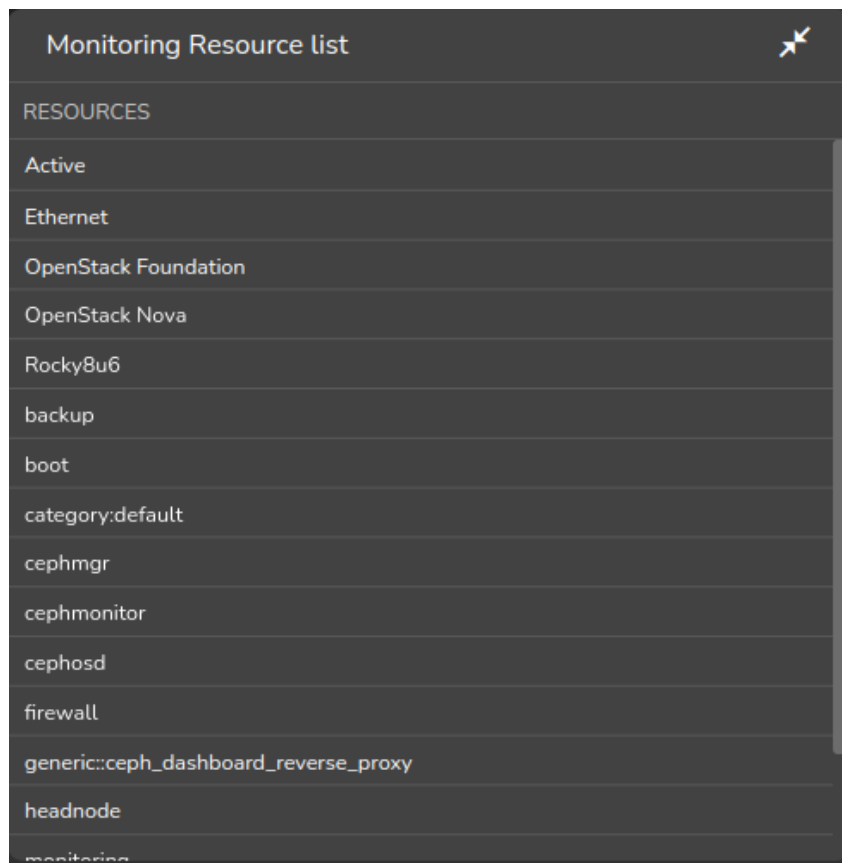 Monitoring Resource list
RESOURCES
Active
Ethernet
OpenStack Foundation
OpenStack Nova
Rocky8u6
backup
boot
category:default
cephmgr
cephmonitor
cephosd
firewall
generic::ceph_dashboard_reverse_proxy
headnode
monitoring